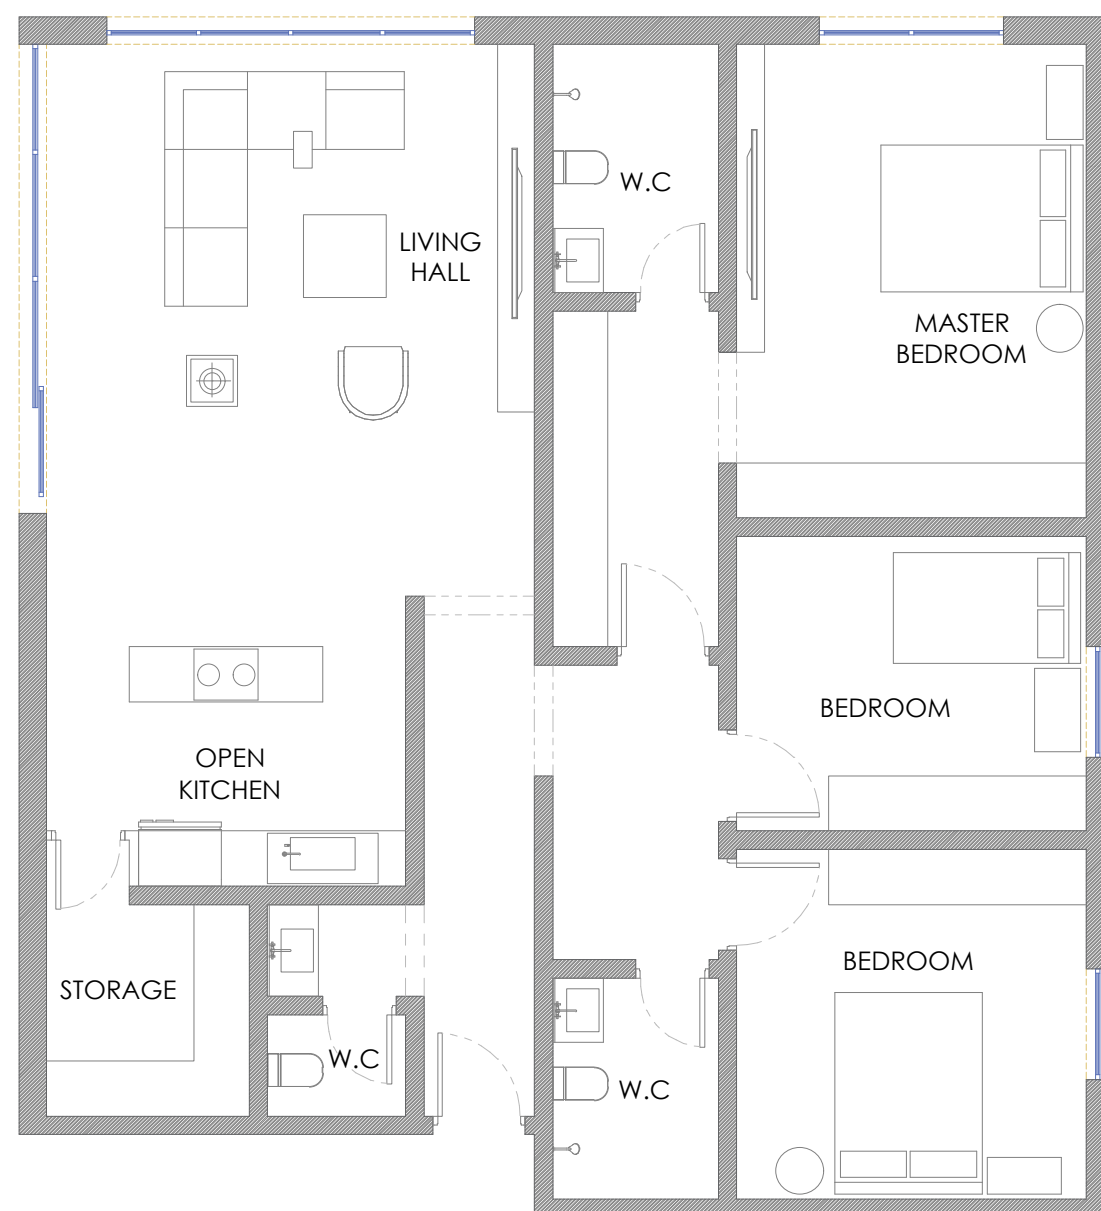 W.C
LIVING
HALL
MASTER
BEDROOM
BEDROOM
OPEN
KITCHEN
BEDROOM
STORAGE
W.C
W.C